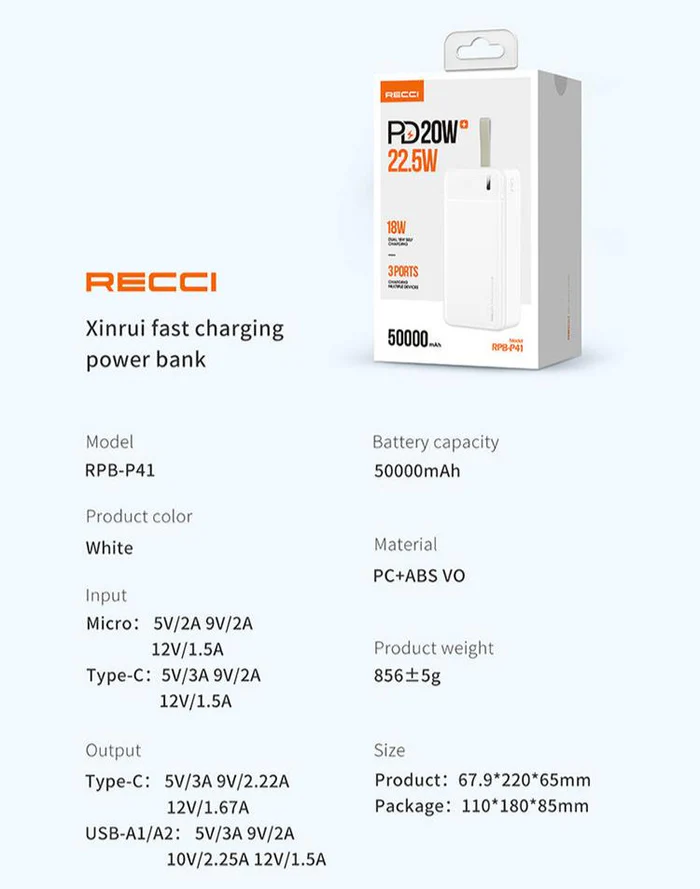 RECCI
PD20W+
22.5W
18W
3 PORTS
CHARGING
MULTIPLE DEVICES
50000mAh
Model
RPB-P41
RECCI
Xinrui fast charging
power bank
Model
RPB-P41
Battery capacity
50000mAh
Product color
White
Material
PC+ABS VO
Input
Micro: 5V/2A 9V/2A
12V/1.5A
Type-C: 5V/3A 9V/2A
12V/1.5A
Product weight
856±5g
Output
Type-C: 5V/3A 9V/2.22A
12V/1.67A
USB-A1/A2: 5V/3A 9V/2A
10V/2.25A 12V/1.5A
Size
Product: 67.9*220*65mm
Package: 110*180*85mm